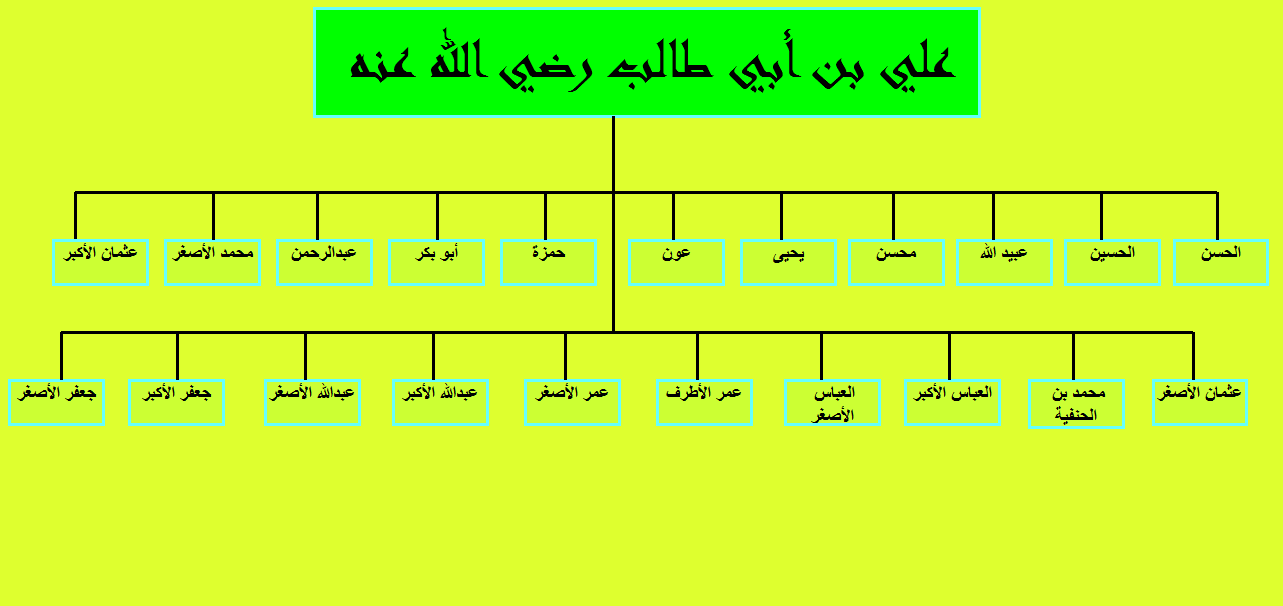 علي بن أبي طالب رضي الله عنه
الحسن
الحسين
عبيد الله
محسن
يحيى
عون
حمزة
أبو بكر
عبدالرحمن
محمد الأصغر
عثمان الأكبر
عثمان الأصغر
محمد بن
الحنفية
العباس الأكبر
العباس
الأصغر
عمر الأطرف
عمر الأصغر
عبدالله الأكبر
عبدالله الأصغر
جعفر الأكبر
جعفر الأصغر